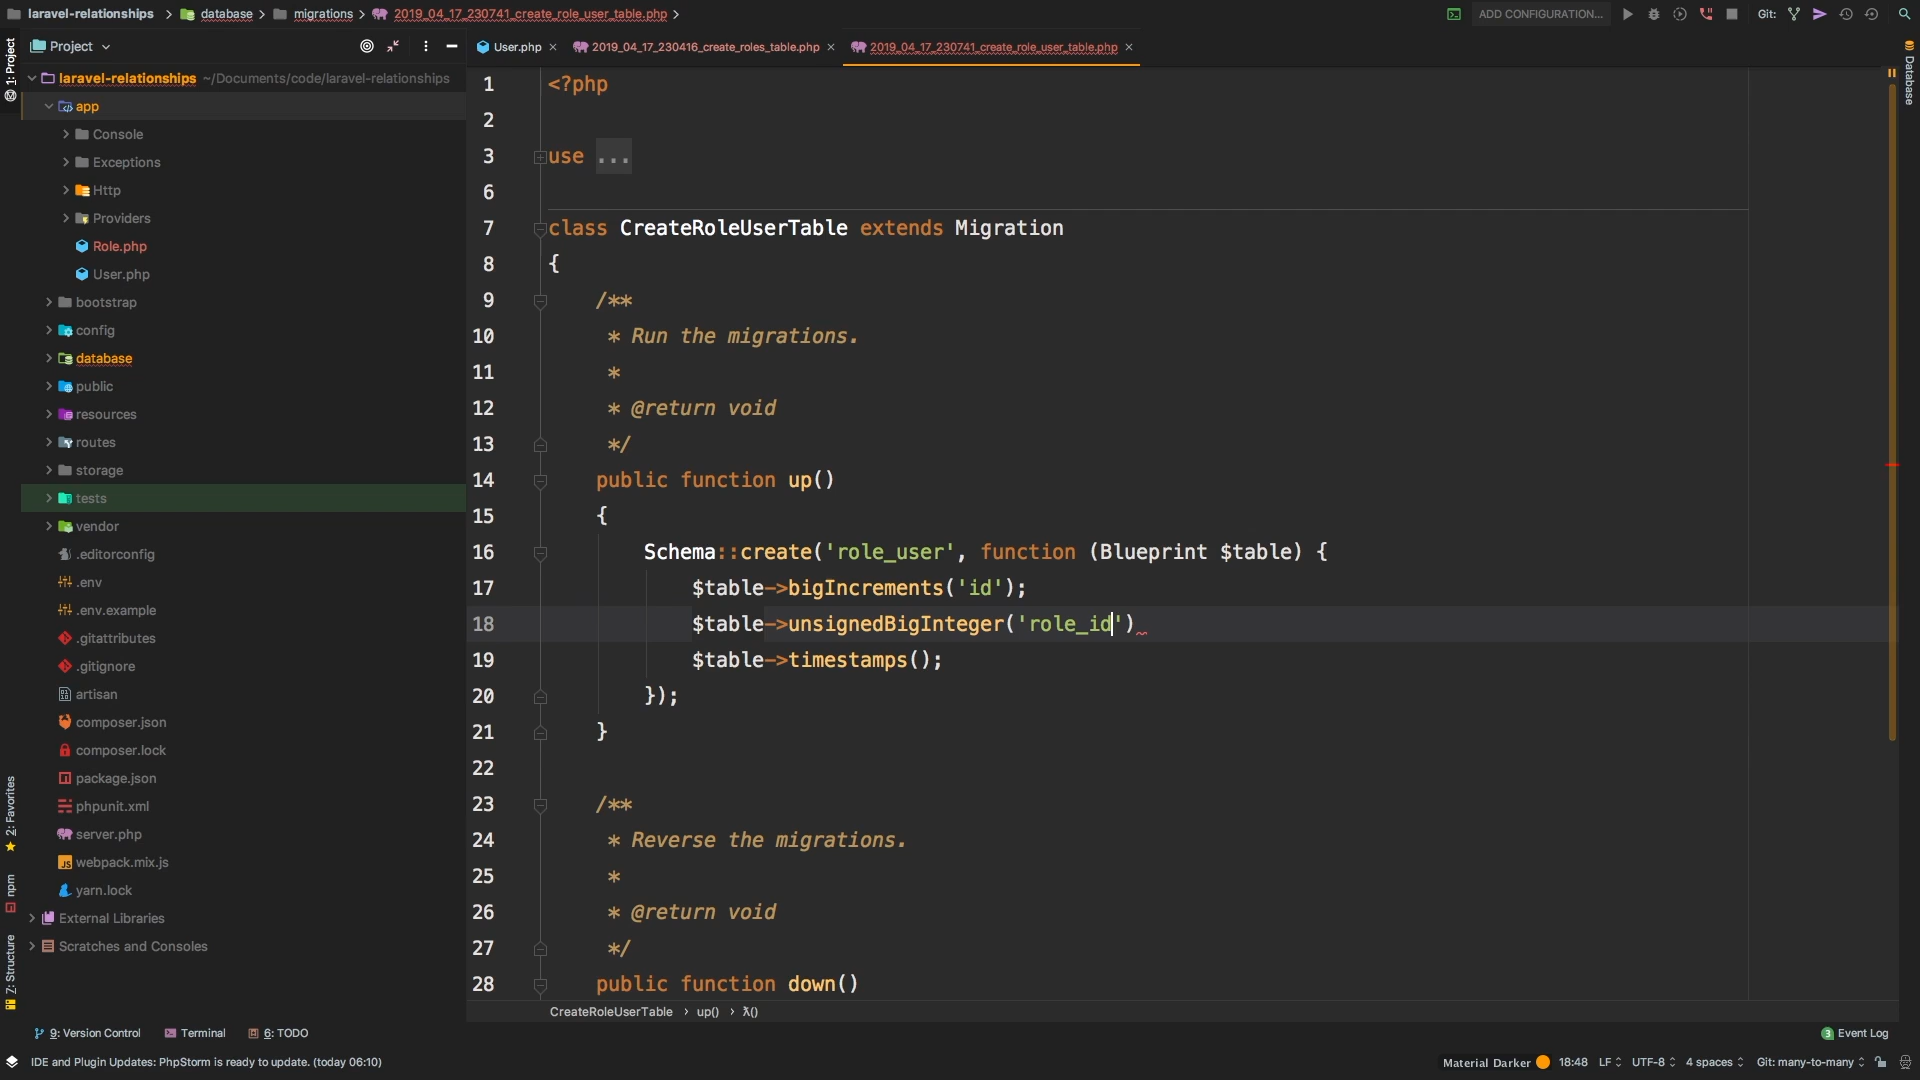 laravel-relationships > database > migrations > 2019_04_17_230741_create_role_user_table.php >
ADD CONFIGURATION...
Git:
Project
User.php
2019_04_17_230416_create_roles_table.php
2019_04_17_230741_create_role_user_table.php
1: Project
Database
laravel-relationships ~/Documents/code/laravel-relationships
app
Console
Exceptions
Http
Providers
Role.php
User.php
bootstrap
config
database
public
resources
routes
storage
tests
vendor
.editorconfig
.env
.env.example
.gitattributes
.gitignore
artisan
composer.json
composer.lock
package.json
phpunit.xml
server.php
webpack.mix.js
yarn.lock
External Libraries
Scratches and Consoles
2: Favorites
npm
Z: Structure
1 <?php
2
3 use ...
6
7 class CreateRoleUserTable extends Migration
8 {
9 /**
10 * Run the migrations.
11 *
12 * @return void
13 */
14 public function up()
15 {
16 Schema::create('role_user', function (Blueprint $table) {
17 $table->bigIncrements('id');
18 $table->unsignedBigInteger('role_id')
19 $table->timestamps();
20 });
21 }
22
23 /**
24 * Reverse the migrations.
25 *
26 * @return void
27 */
28 public function down()
CreateRoleUserTable > up() > λ()
9: Version Control
Terminal
6: TODO
3 Event Log
IDE and Plugin Updates: PhpStorm is ready to update. (today 06:10)
Material Darker
18:48
LF
UTF-8
4 spaces
Git: many-to-many